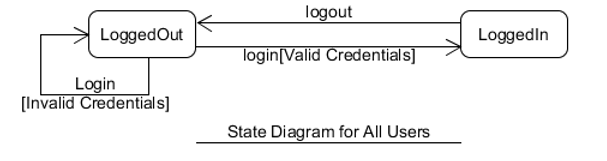 logout
LoggedOut
LoggedIn
login[Valid Credentials]
Login
[Invalid Credentials]
State Diagram for All Users